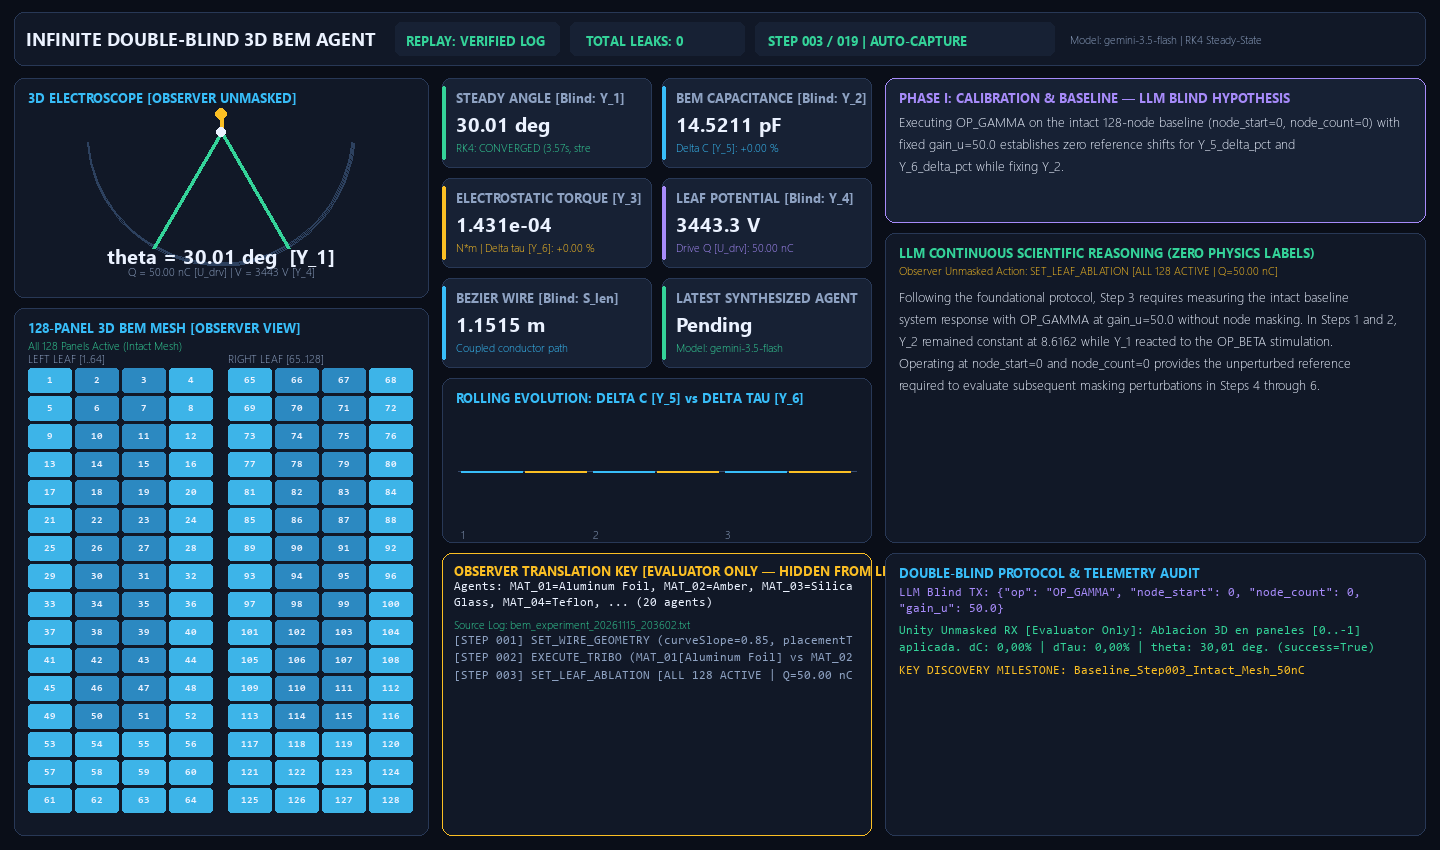 INFINITE DOUBLE-BLIND 3D BEM AGENT
REPLAY: VERIFIED LOG
TOTAL LEAKS: 0
STEP 003 / 019 | AUTO-CAPTURE
Model: gemini-3.5-flash | RK4 Steady-State
3D ELECTROSCOPE [OBSERVER UNMASKED]
theta = 30.01 deg [Y_1]
Q = 50.00 nC [U_drv] | V = 3443 V [Y_4]
128-PANEL 3D BEM MESH [OBSERVER VIEW]
All 128 Panels Active (Intact Mesh)
LEFT LEAF [1..64]
RIGHT LEAF [65..128]
1 2 3 4 65 66 67 68
5 6 7 8 69 70 71 72
9 10 11 12 73 74 75 76
13 14 15 16 77 78 79 80
17 18 19 20 81 82 83 84
21 22 23 24 85 86 87 88
25 26 27 28 89 90 91 92
29 30 31 32 93 94 95 96
33 34 35 36 97 98 99 100
37 38 39 40 101 102 103 104
41 42 43 44 105 106 107 108
45 46 47 48 109 110 111 112
49 50 51 52 113 114 115 116
53 54 55 56 117 118 119 120
57 58 59 60 121 122 123 124
61 62 63 64 125 126 127 128
STEADY ANGLE [Blind: Y_1]
30.01 deg
RK4: CONVERGED (3.57s, stre
BEM CAPACITANCE [Blind: Y_2]
14.5211 pF
Delta C [Y_5]: +0.00 %
ELECTROSTATIC TORQUE [Y_3]
1.431e-04
N*m | Delta tau [Y_6]: +0.00 %
LEAF POTENTIAL [Blind: Y_4]
3443.3 V
Drive Q [U_drv]: 50.00 nC
BEZIER WIRE [Blind: S_len]
1.1515 m
Coupled conductor path
LATEST SYNTHESIZED AGENT
Pending
Model: gemini-3.5-flash
ROLLING EVOLUTION: DELTA C [Y_5] vs DELTA TAU [Y_6]
1 2 3
OBSERVER TRANSLATION KEY [EVALUATOR ONLY — HIDDEN FROM LL
Agents: MAT_01=Aluminum Foil, MAT_02=Amber, MAT_03=Silica
Glass, MAT_04=Teflon, ... (20 agents)
Source Log: bem_experiment_20261115_203602.txt
[STEP 001] SET_WIRE_GEOMETRY (curveSlope=0.85, placementT
[STEP 002] EXECUTE_TRIBO (MAT_01[Aluminum Foil] vs MAT_02
[STEP 003] SET_LEAF_ABLATION [ALL 128 ACTIVE | Q=50.00 nC
PHASE I: CALIBRATION & BASELINE — LLM BLIND HYPOTHESIS
Executing OP_GAMMA on the intact 128-node baseline (node_start=0, node_count=0) with
fixed gain_u=50.0 establishes zero reference shifts for Y_5_delta_pct and
Y_6_delta_pct while fixing Y_2.
LLM CONTINUOUS SCIENTIFIC REASONING (ZERO PHYSICS LABELS)
Observer Unmasked Action: SET_LEAF_ABLATION [ALL 128 ACTIVE | Q=50.00 nC]
Following the foundational protocol, Step 3 requires measuring the intact baseline
system response with OP_GAMMA at gain_u=50.0 without node masking. In Steps 1 and 2,
Y_2 remained constant at 8.6162 while Y_1 reacted to the OP_BETA stimulation.
Operating at node_start=0 and node_count=0 provides the unperturbed reference
required to evaluate subsequent masking perturbations in Steps 4 through 6.
DOUBLE-BLIND PROTOCOL & TELEMETRY AUDIT
LLM Blind TX: {"op": "OP_GAMMA", "node_start": 0, "node_count": 0,
"gain_u": 50.0}
Unity Unmasked RX [Evaluator Only]: Ablacion 3D en paneles [0..-1]
aplicada. dC: 0,00% | dTau: 0,00% | theta: 30,01 deg. (success=True)
KEY DISCOVERY MILESTONE: Baseline_Step003_Intact_Mesh_50nC